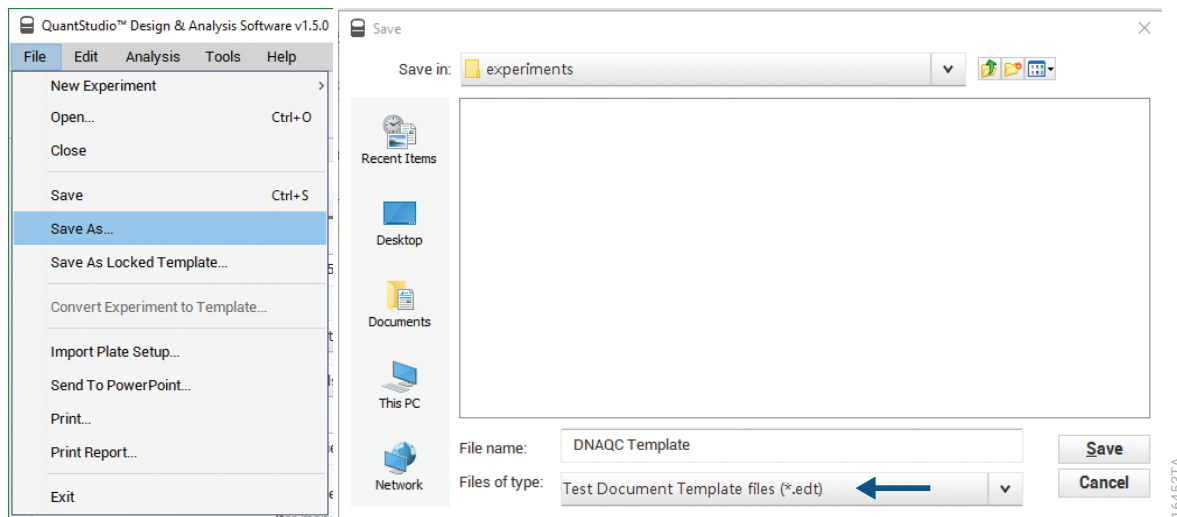 QuantStudio™ Design & Analysis Software v1.5.0
File Edit Analysis Tools Help
New Experiment
Open... Ctrl+O
Close
Save Ctrl+S
Save As...
Save As Locked Template...
Convert Experiment to Template...
Import Plate Setup...
Send To PowerPoint...
Print...
Print Report...
Exit
Save
Save in: experiments
Recent Items
Desktop
Documents
This PC
Network
File name: DNAQC Template
Save
Files of type: Test Document Template files (*.edt)
Cancel